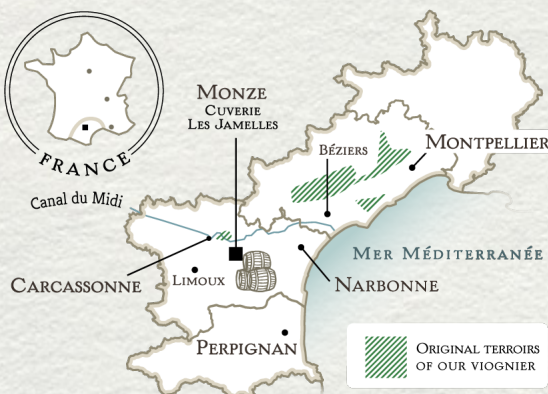 FRANCE
Canal du Midi
MONZE
CUVERIE
LES JAMELLES
BÉZIERS
MONTPELLIER
MER MÉDITERRANÉE
CARCASSONNE
LIMOUX
NARBONNE
PERPIGNAN
ORIGINAL TERROIRS
OF OUR VIOGNIER